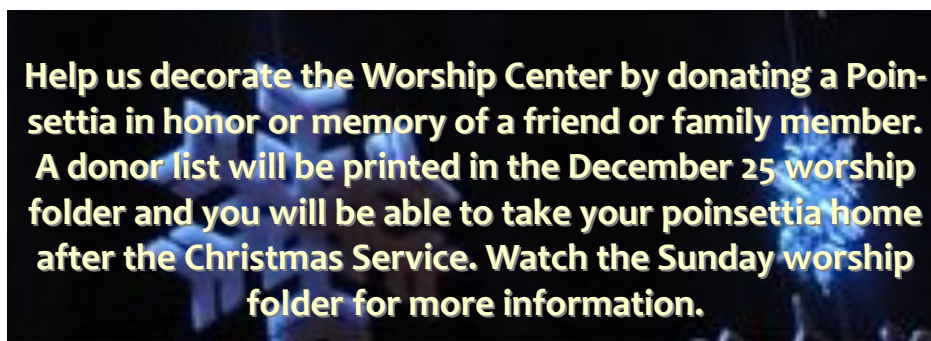 Help us decorate the Worship Center by donating a Poin-
settia in honor or memory of a friend or family member.
A donor list will be printed in the December 25 worship
folder and you will be able to take your poinsettia home
after the Christmas Service. Watch the Sunday worship
folder for more information.